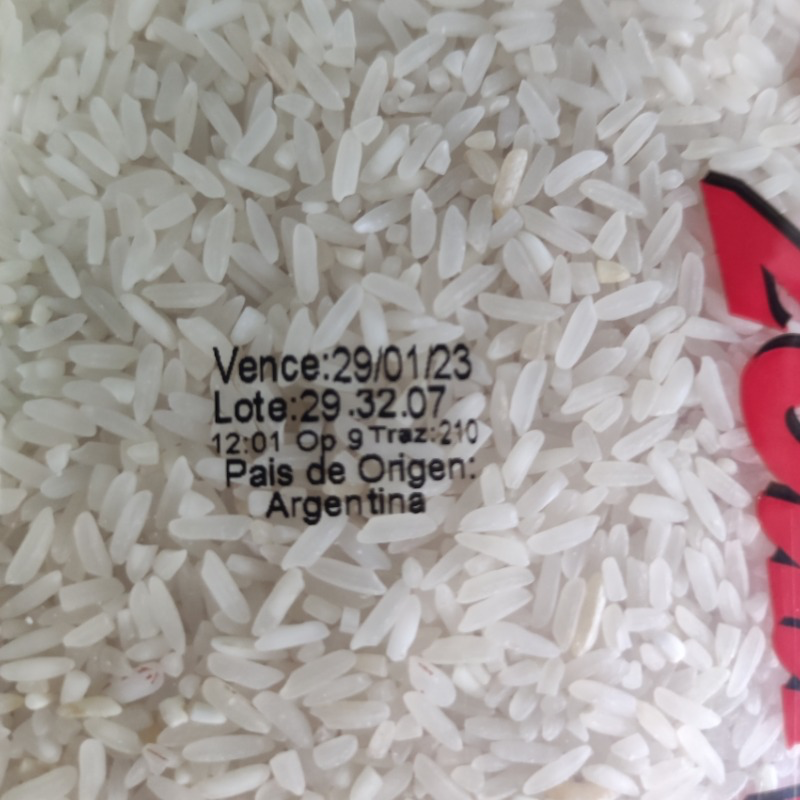 Vence:29/01/23
Lote:29.32.07
12:01 Op 9 Traz:210
Pais de Origen:
Argentina